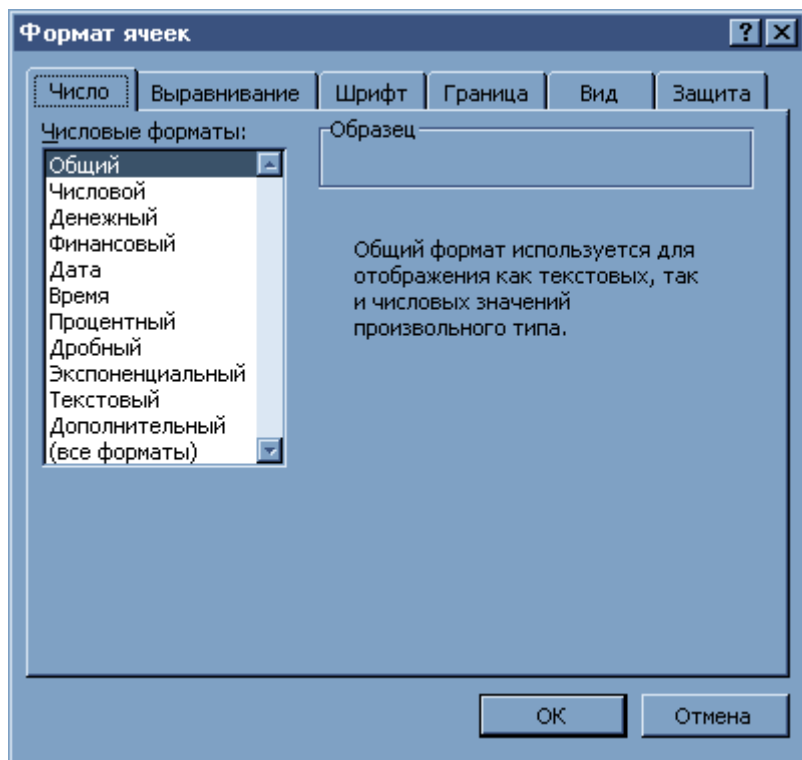 Формат ячеек
Число Выравнивание Шрифт Граница Вид Защита
Числовые форматы:
Общий
Числовой
Денежный
Финансовый
Дата
Время
Процентный
Дробный
Экспоненциальный
Текстовый
Дополнительный
(все форматы)
Образец
Общий формат используется для
отображения как текстовых, так
и числовых значений
произвольного типа.
ОК Отмена